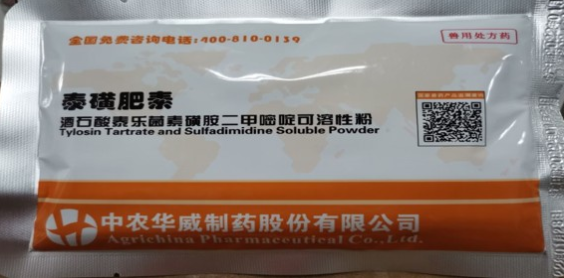 全国免费咨询电话:400-810-0139
兽用处方药
泰磺肥素
酒石酸泰乐菌素磺胺二甲嘧啶可溶性粉
Tylosin Tartrate and Sulfadimidine Soluble Powder
中农华威制药股份有限公司
Agrichina Pharmaceutical Co.,Ltd.